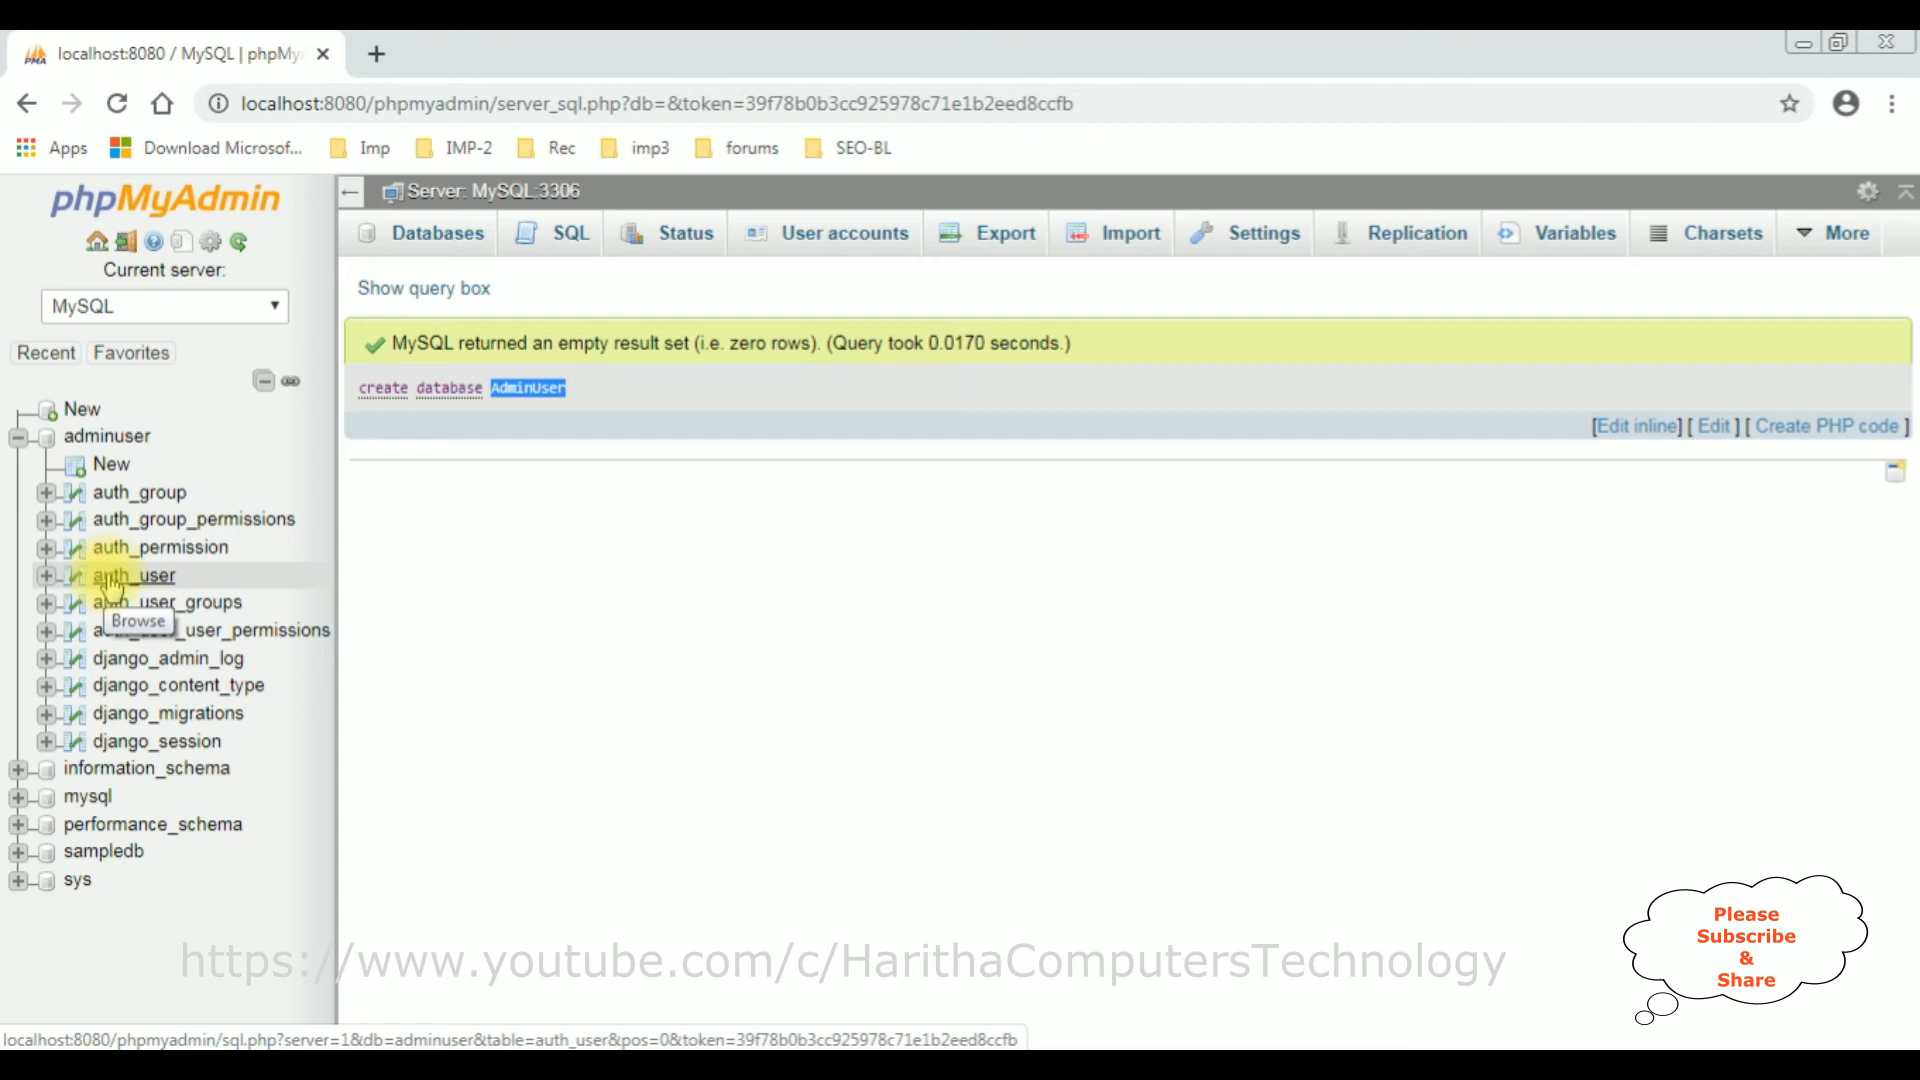 localhost:8080 / MySQL | phpMy
localhost:8080/phpmyadmin/server_sql.php?db=&token=39f78b0b3cc925978c71e1b2eed8ccfb
Apps Download Microsof... Imp IMP-2 Rec imp3 forums SEO-BL
phpMyAdmin
Current server:
MySQL
Recent Favorites
New
adminuser
New
auth_group
auth_group_permissions
auth_permission
auth_user
auth_user_groups
Browse
user_permissions
django_admin_log
django_content_type
django_migrations
django_session
information_schema
mysql
performance_schema
sampledb
sys
Server: MySQL:3306
Databases SQL Status User accounts Export Import Settings Replication Variables Charsets More
Show query box
MySQL returned an empty result set (i.e. zero rows). (Query took 0.0170 seconds.)
create database AdminUser
[Edit inline] [ Edit ] [ Create PHP code ]
Please
Subscribe
&
Share
https://www.youtube.com/c/HarithaComputersTechnology
localhost:8080/phpmyadmin/sql.php?server=1&db=adminuser&table=auth_user&pos=0&token=39f78b0b3cc925978c71e1b2eed8ccfb